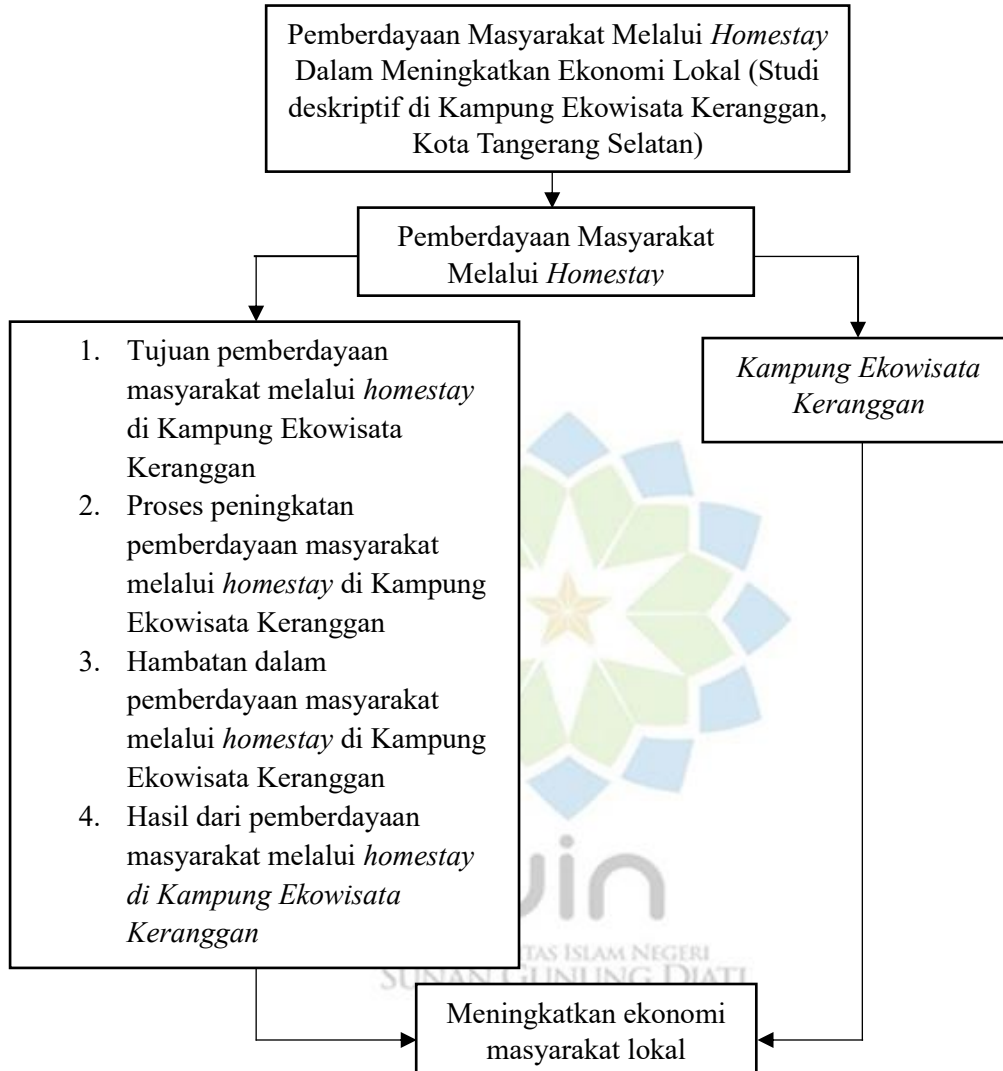 Pemberdayaan Masyarakat Melalui Homestay
Dalam Meningkatkan Ekonomi Lokal (Studi
deskriptif di Kampung Ekowisata Keranggan,
Kota Tangerang Selatan)
Pemberdayaan Masyarakat
Melalui Homestay
1. Tujuan pemberdayaan
masyarakat melalui homestay
di Kampung Ekowisata
Keranggan
2. Proses peningkatan
pemberdayaan masyarakat
melalui homestay di Kampung
Ekowisata Keranggan
3. Hambatan dalam
pemberdayaan masyarakat
melalui homestay di Kampung
Ekowisata Keranggan
4. Hasil dari pemberdayaan
masyarakat melalui homestay
di Kampung Ekowisata
Keranggan
Kampung Ekowisata
Keranggan
uin
TAS ISLAM NEGERI
SUNAN GUNUNG DJATI
Meningkatkan ekonomi
masyarakat lokal